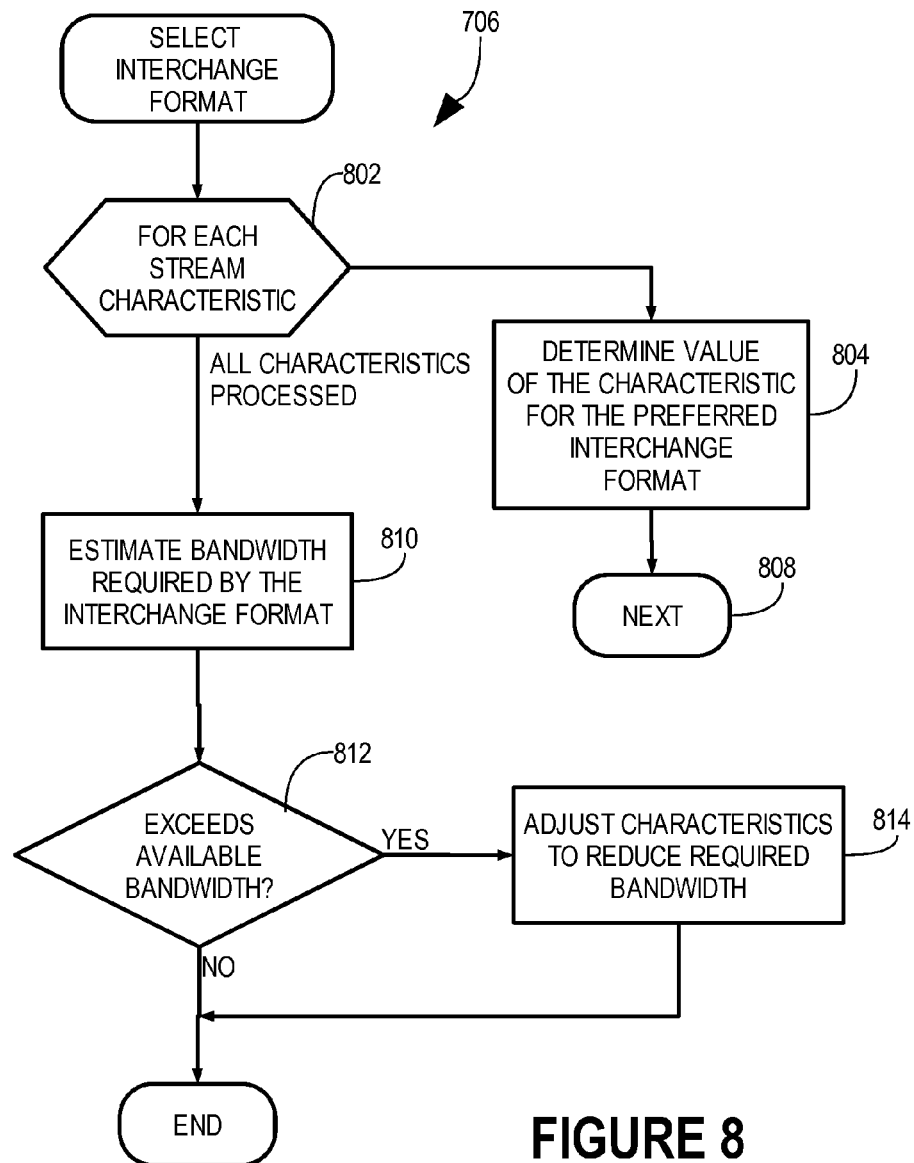 SELECT
INTERCHANGE
FORMAT
706
802
FOR EACH
STREAM
CHARACTERISTIC
ALL CHARACTERISTICS
PROCESSED
DETERMINE VALUE
OF THE CHARACTERISTIC
FOR THE PREFERRED
INTERCHANGE
FORMAT
804
ESTIMATE BANDWIDTH
REQUIRED BY THE
INTERCHANGE FORMAT
810
NEXT
808
812
EXCEEDS
AVAILABLE
BANDWIDTH?
YES
ADJUST CHARACTERISTICS
TO REDUCE REQUIRED
BANDWIDTH
814
NO
END
FIGURE 8